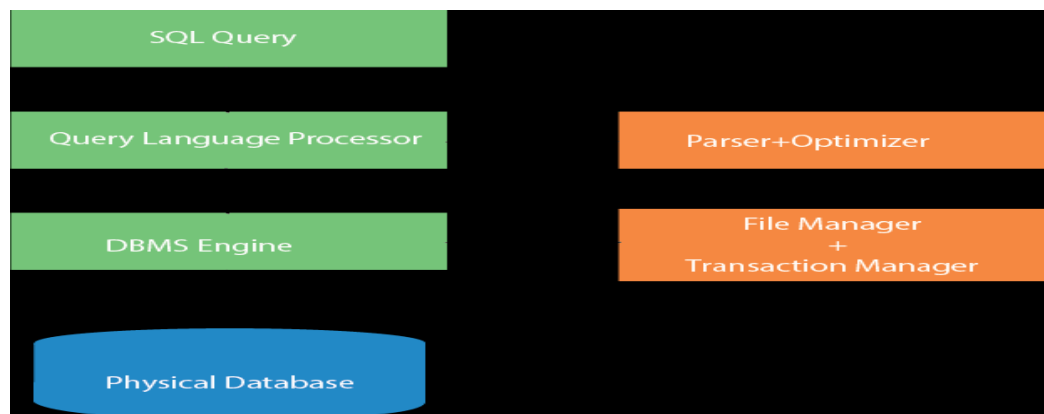 SQL Query
Query Language Processor
Parser+Optimizer
DBMS Engine
File Manager
+
Transaction Manager
Physical Database